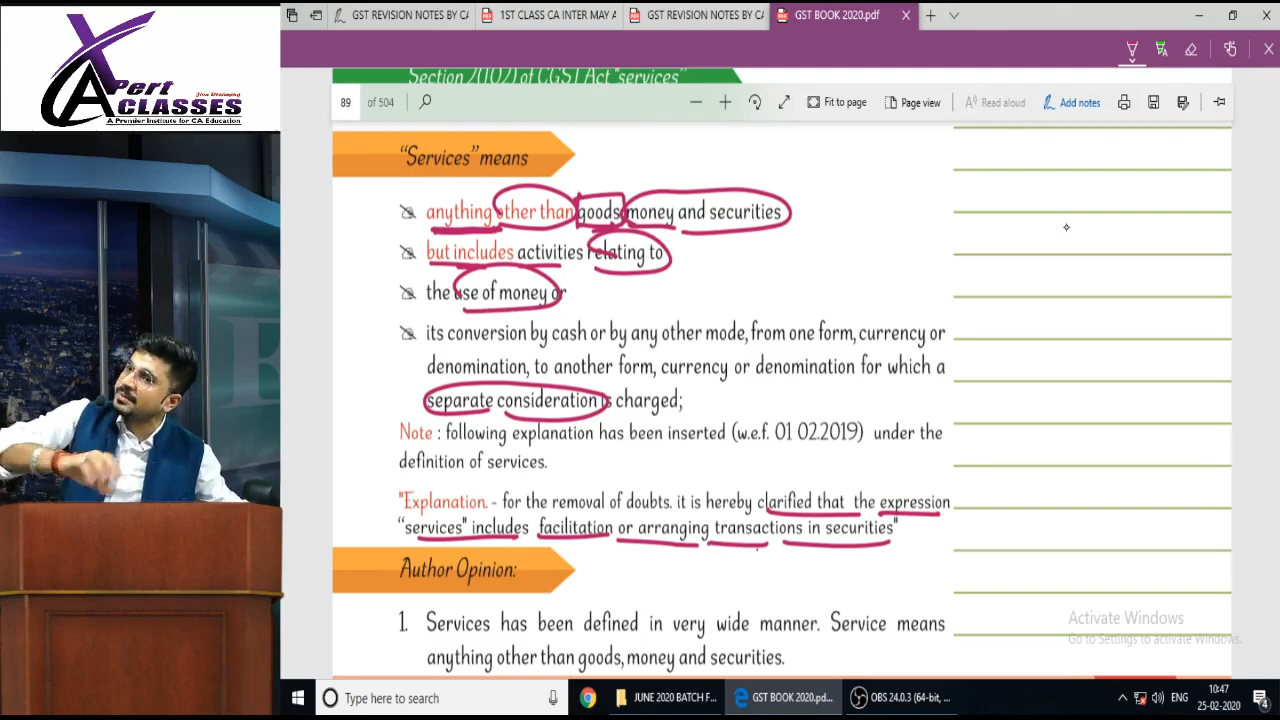 GST REVISION NOTES BY CA
1ST CLASS CA INTER MAY A
GST REVISION NOTES BY CA
GST BOOK 2020.pdf
XPert
Join Dreaming
CA CLASSES
A Premier Institute for CA Education
Section 2(102) of CGST Act "services"
89 of 504
Fit to page
Page view
Read aloud
Add notes
"Services" means
anything other than goods, money and securities
but includes activities relating to
the use of money or
its conversion by cash or by any other mode, from one form, currency or
denomination, to another form, currency or denomination for which a
separate consideration is charged;
Note : following explanation has been inserted (w.e.f. 01 02.2019) under the
definition of services.
"Explanation. - for the removal of doubts. it is hereby clarified that the expression
"services" includes facilitation or arranging transactions in securities"
Author Opinion:
1. Services has been defined in very wide manner. Service means
anything other than goods, money and securities.
Activate Windows
Go to Settings to activate Windows.
Type here to search
JUNE 2020 BATCH F...
GST BOOK 2020.pd...
OBS 24.0.3 (64-bit, ...
ENG
10:47
25-02-2020
4